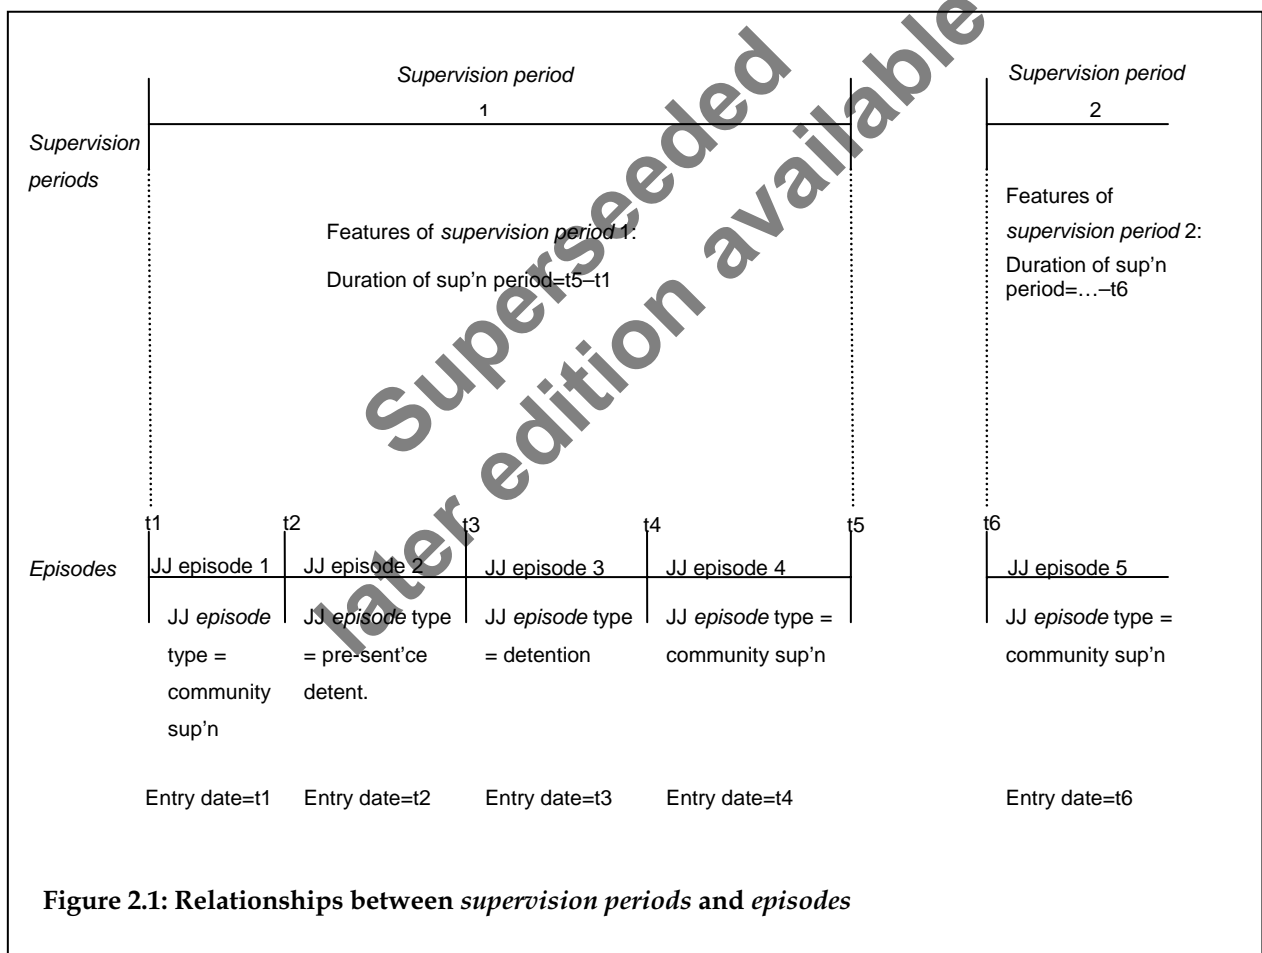 Supervision period
1
Supervision period
2
Supervision
periods
Features of supervision period 1:
Duration of sup'n period=t5–t1
Features of
supervision period 2:
Duration of sup'n
period=…–t6
Superseded
later edition available
t1
t2
t3
t4
t5
t6
Episodes
JJ episode 1
JJ episode 2
JJ episode 3
JJ episode 4
JJ episode 5
JJ episode
type =
community
sup'n
JJ episode type
= pre-sent'ce
detent.
JJ episode type
= detention
JJ episode type =
community sup'n
JJ episode type =
community sup'n
Entry date=t1
Entry date=t2
Entry date=t3
Entry date=t4
Entry date=t6
Figure 2.1: Relationships between supervision periods and episodes